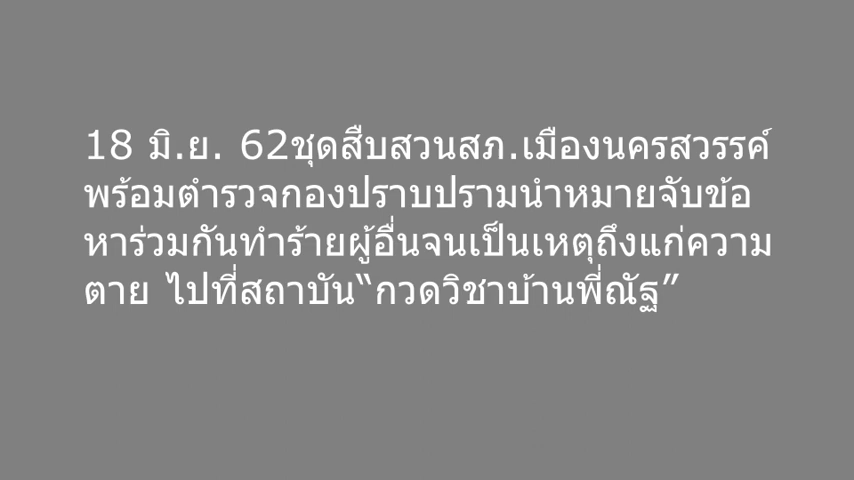 18 มิ.ย. 62ชุดสืบสวนสภ.เมืองนครสวรรค์
พร้อมตำรวจกองปราบปรามนำหมายจับข้อ
หาร่วมกันทำร้ายผู้อื่นจนเป็นเหตุถึงแก่ความ
ตาย ไปที่สถาบัน“กวดวิชาบ้านพี่ณัฐ”